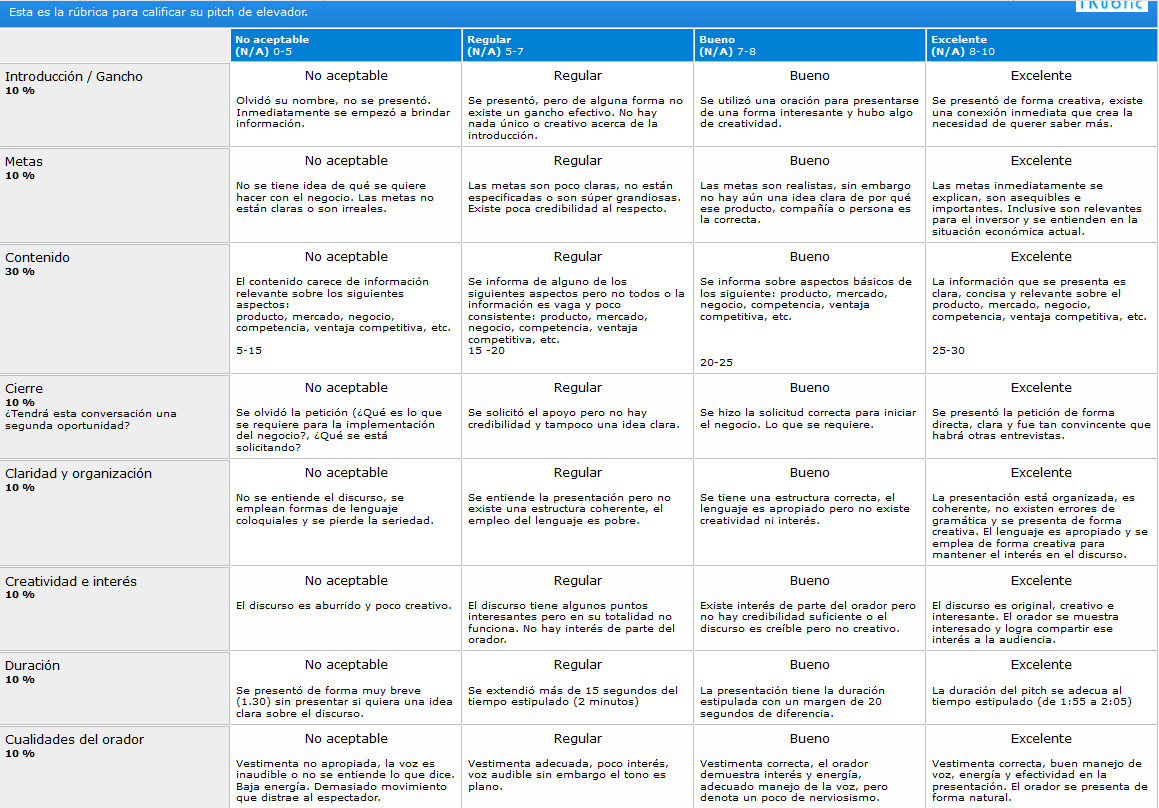 Esta es la rúbrica para calificar su pitch de elevador.
iRubric
No aceptable
(N/A) 0-5
Regular
(N/A) 5-7
Bueno
(N/A) 7-8
Excelente
(N/A) 8-10
Introducción / Gancho
10 %
No aceptable
Olvidó su nombre, no se presentó.
Inmediatamente se empezó a brindar
información.
Regular
Se presentó, pero de alguna forma no
existe un gancho efectivo. No hay
nada único o creativo acerca de la
introducción.
Bueno
Se utilizó una oración para presentarse
de una forma interesante y hubo algo
de creatividad.
Excelente
Se presentó de forma creativa, existe
una conexión inmediata que crea la
necesidad de querer saber más.
Metas
10 %
No aceptable
No se tiene idea de qué se quiere
hacer con el negocio. Las metas no
están claras o son irreales.
Regular
Las metas son poco claras, no están
especificadas o son súper grandiosas.
Existe poca credibilidad al respecto.
Bueno
Las metas son realistas, sin embargo
no hay aún una idea clara de por qué
ese producto, compañía o persona es
la correcta.
Excelente
Las metas inmediatamente se
explican, son asequibles e
importantes. Inclusive son relevantes
para el inversor y se entienden en la
situación económica actual.
Contenido
30 %
No aceptable
El contenido carece de información
relevante sobre los siguientes
aspectos:
producto, mercado, negocio,
competencia, ventaja competitiva, etc.
5-15
Regular
Se informa de alguno de los
siguientes aspectos pero no todos o la
información es vaga y poco
consistente: producto, mercado,
negocio, competencia, ventaja
competitiva, etc.
15 -20
Bueno
Se informa sobre aspectos básicos de
los siguiente: producto, mercado,
negocio, competencia, ventaja
competitiva, etc.
20-25
Excelente
La información que se presenta es
clara, concisa y relevante sobre el
producto, mercado, negocio,
competencia, ventaja competitiva, etc.
25-30
Cierre
10 %
¿Tendrá esta conversación una
segunda oportunidad?
No aceptable
Se olvidó la petición (¿Qué es lo que
se requiere para la implementación
del negocio?, ¿Qué se está
solicitando?
Regular
Se solicitó el apoyo pero no hay
credibilidad y tampoco una idea clara.
Bueno
Se hizo la solicitud correcta para iniciar
el negocio. Lo que se requiere.
Excelente
Se presentó la petición de forma
directa, clara y fue tan convincente que
habrá otras entrevistas.
Claridad y organización
10 %
No aceptable
No se entiende el discurso, se
emplean formas de lenguaje
coloquiales y se pierde la seriedad.
Regular
Se entiende la presentación pero no
existe una estructura coherente, el
empleo del lenguaje es pobre.
Bueno
Se tiene una estructura correcta, el
lenguaje es apropiado pero no existe
creatividad ni interés.
Excelente
La presentación está organizada, es
coherente, no existen errores de
gramática y se presenta de forma
creativa. El lenguaje es apropiado y se
emplea de forma creativa para
mantener el interés en el discurso.
Creatividad e interés
10 %
No aceptable
El discurso es aburrido y poco creativo.
Regular
El discurso tiene algunos puntos
interesantes pero en su totalidad no
funciona. No hay interés de parte del
orador.
Bueno
Existe interés de parte del orador pero
no hay credibilidad suficiente o el
discurso es creíble pero no creativo.
Excelente
El discurso es original, creativo e
interesante. El orador se muestra
interesado y logra compartir ese
interés a la audiencia.
Duración
10 %
No aceptable
Se presentó de forma muy breve
(1.30) sin presentar si quiera una idea
clara sobre el discurso.
Regular
Se extendió más de 15 segundos del
tiempo estipulado (2 minutos)
Bueno
La presentación tiene la duración
estipulada con un margen de 20
segundos de diferencia.
Excelente
La duración del pitch se adecua al
tiempo estipulado (de 1:55 a 2:05)
Cualidades del orador
10 %
No aceptable
Vestimenta no apropiada, la voz es
inaudible o no se entiende lo que dice.
Baja energía. Demasiado movimiento
que distrae al espectador.
Regular
Vestimenta adecuada, poco interés,
voz audible sin embargo el tono es
plano.
Bueno
Vestimenta correcta, el orador
demuestra interés y energía,
adecuado manejo de la voz, pero
denota un poco de nerviosismo.
Excelente
Vestimenta correcta, buen manejo de
voz, energía y efectividad en la
presentación. El orador se presenta de
forma natural.